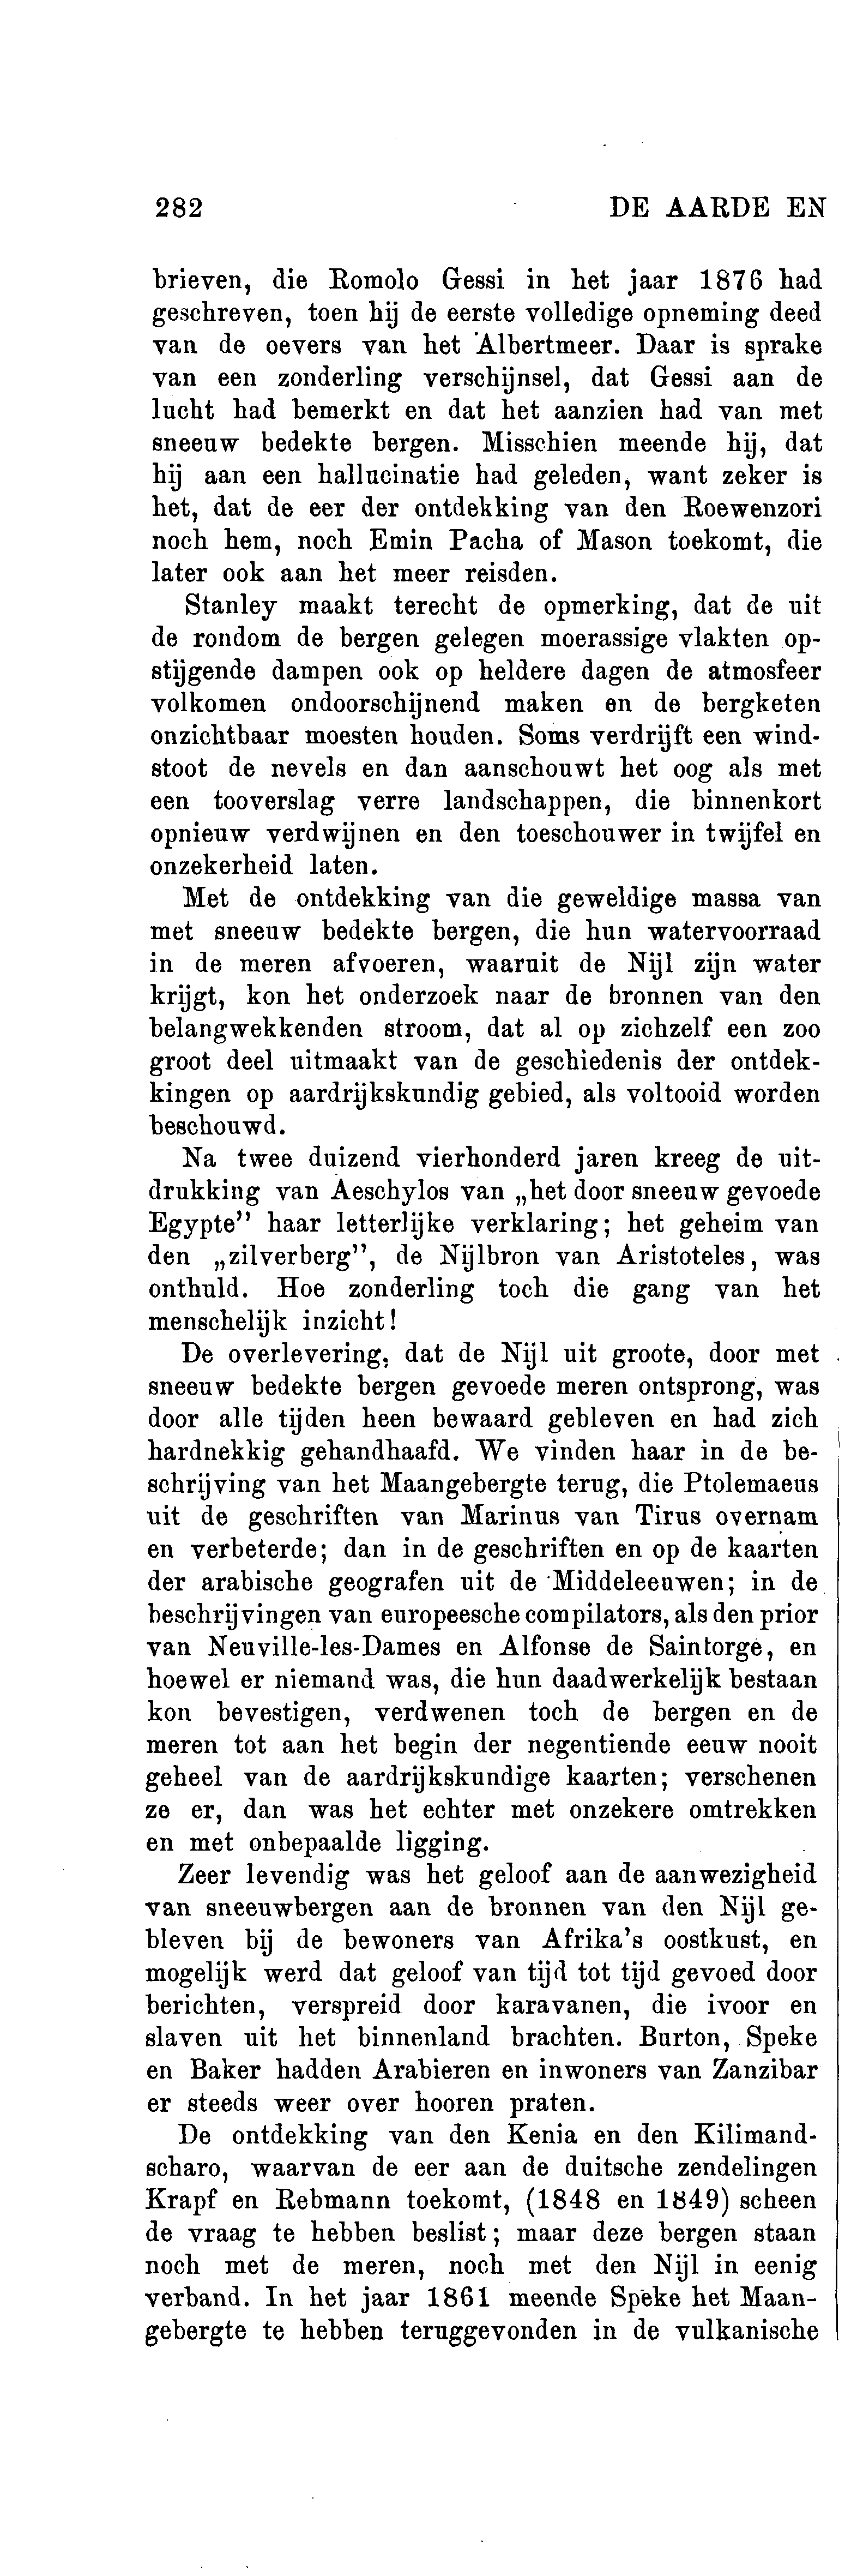 282 DE AARDE EN
brieven, die Romolo Gessi in het jaar 1876 had
geschreven, toen hij de eerste volledige opneming deed
van de oevers van het Albertmeer. Daar is sprake
van een zonderling verschijnsel, dat Gessi aan de
lucht had bemerkt en dat het aanzien had van met
sneeuw bedekte bergen. Misschien meende hij, dat
hij aan een hallucinatie had geleden, want zeker is
het, dat de eer der ontdekking van den Roewenzori
noch hem, noch Emin Pacha of Mason toekomt, die
later ook aan het meer reisden.
Stanley maakt terecht de opmerking, dat de uit
de rondom de bergen gelegen moerassige vlakten op-
stijgende dampen ook op heldere dagen de atmosfeer
volkomen ondoorschijnend maken en de bergketen
onzichtbaar moesten houden. Soms verdrijft een wind-
stoot de nevels en dan aanschouwt het oog als met
een tooverslag verre landschappen, die binnenkort
opnieuw verdwijnen en den toeschouwer in twijfel en
onzekerheid laten.
Met de ontdekking van die geweldige massa van
met sneeuw bedekte bergen, die hun watervoorraad
in de meren afvoeren, waaruit de Nijl zijn water
krijgt, kon het onderzoek naar de bronnen van den
belangwekkenden stroom, dat al op zichzelf een zoo
groot deel uitmaakt van de geschiedenis der ontdek-
kingen op aardrijkskundig gebied, als voltooid worden
beschouwd.
Na twee duizend vierhonderd jaren kreeg de uit-
drukking van Aeschylos van „het door sneeuw gevoede
Egypte” haar letterlijke verklaring; het geheim van
den „zilverberg”, de Nijlbron van Aristoteles, was
onthuld. Hoe zonderling toch die gang van het
menschelijk inzicht!
De overlevering, dat de Nijl uit groote, door met
sneeuw bedekte bergen gevoede meren ontsprong, was
door alle tijden heen bewaard gebleven en had zich
hardnekkig gehandhaafd. We vinden haar in de be-
schrijving van het Maangebergte terug, die Ptolemaeus
uit de geschriften van Marinus van Tirus overnam
en verbeterde; dan in de geschriften en op de kaarten
der arabische geografen uit de Middeleeuwen; in de
beschrijvingen van europeesche compilators, als den prior
van Neuville-les-Dames en Alfonse de Saintorge, en
hoewel er niemand was, die hun daadwerkelijk bestaan
kon bevestigen, verdwenen toch de bergen en de
meren tot aan het begin der negentiende eeuw nooit
geheel van de aardrijkskundige kaarten; verschenen
ze er, dan was het echter met onzekere omtrekken
en met onbepaalde ligging.
Zeer levendig was het geloof aan de aanwezigheid
van sneeuwbergen aan de bronnen van den Nijl ge-
bleven bij de bewoners van Afrika's oostkust, en
mogelijk werd dat geloof van tijd tot tijd gevoed door
berichten, verspreid door karavanen, die ivoor en
slaven uit het binnenland brachten. Burton, Speke
en Baker hadden Arabieren en inwoners van Zanzibar
er steeds weer over hooren praten.
De ontdekking van den Kenia en den Kilimand-
scharo, waarvan de eer aan de duitsche zendelingen
Krapf en Rebmann toekomt, (1848 en 1849) scheen
de vraag te hebben beslist; maar deze bergen staan
noch met de meren, noch met den Nijl in eenig
verband. In het jaar 1861 meende Speke het Maan-
gebergte te hebben teruggevonden in de vulkanische